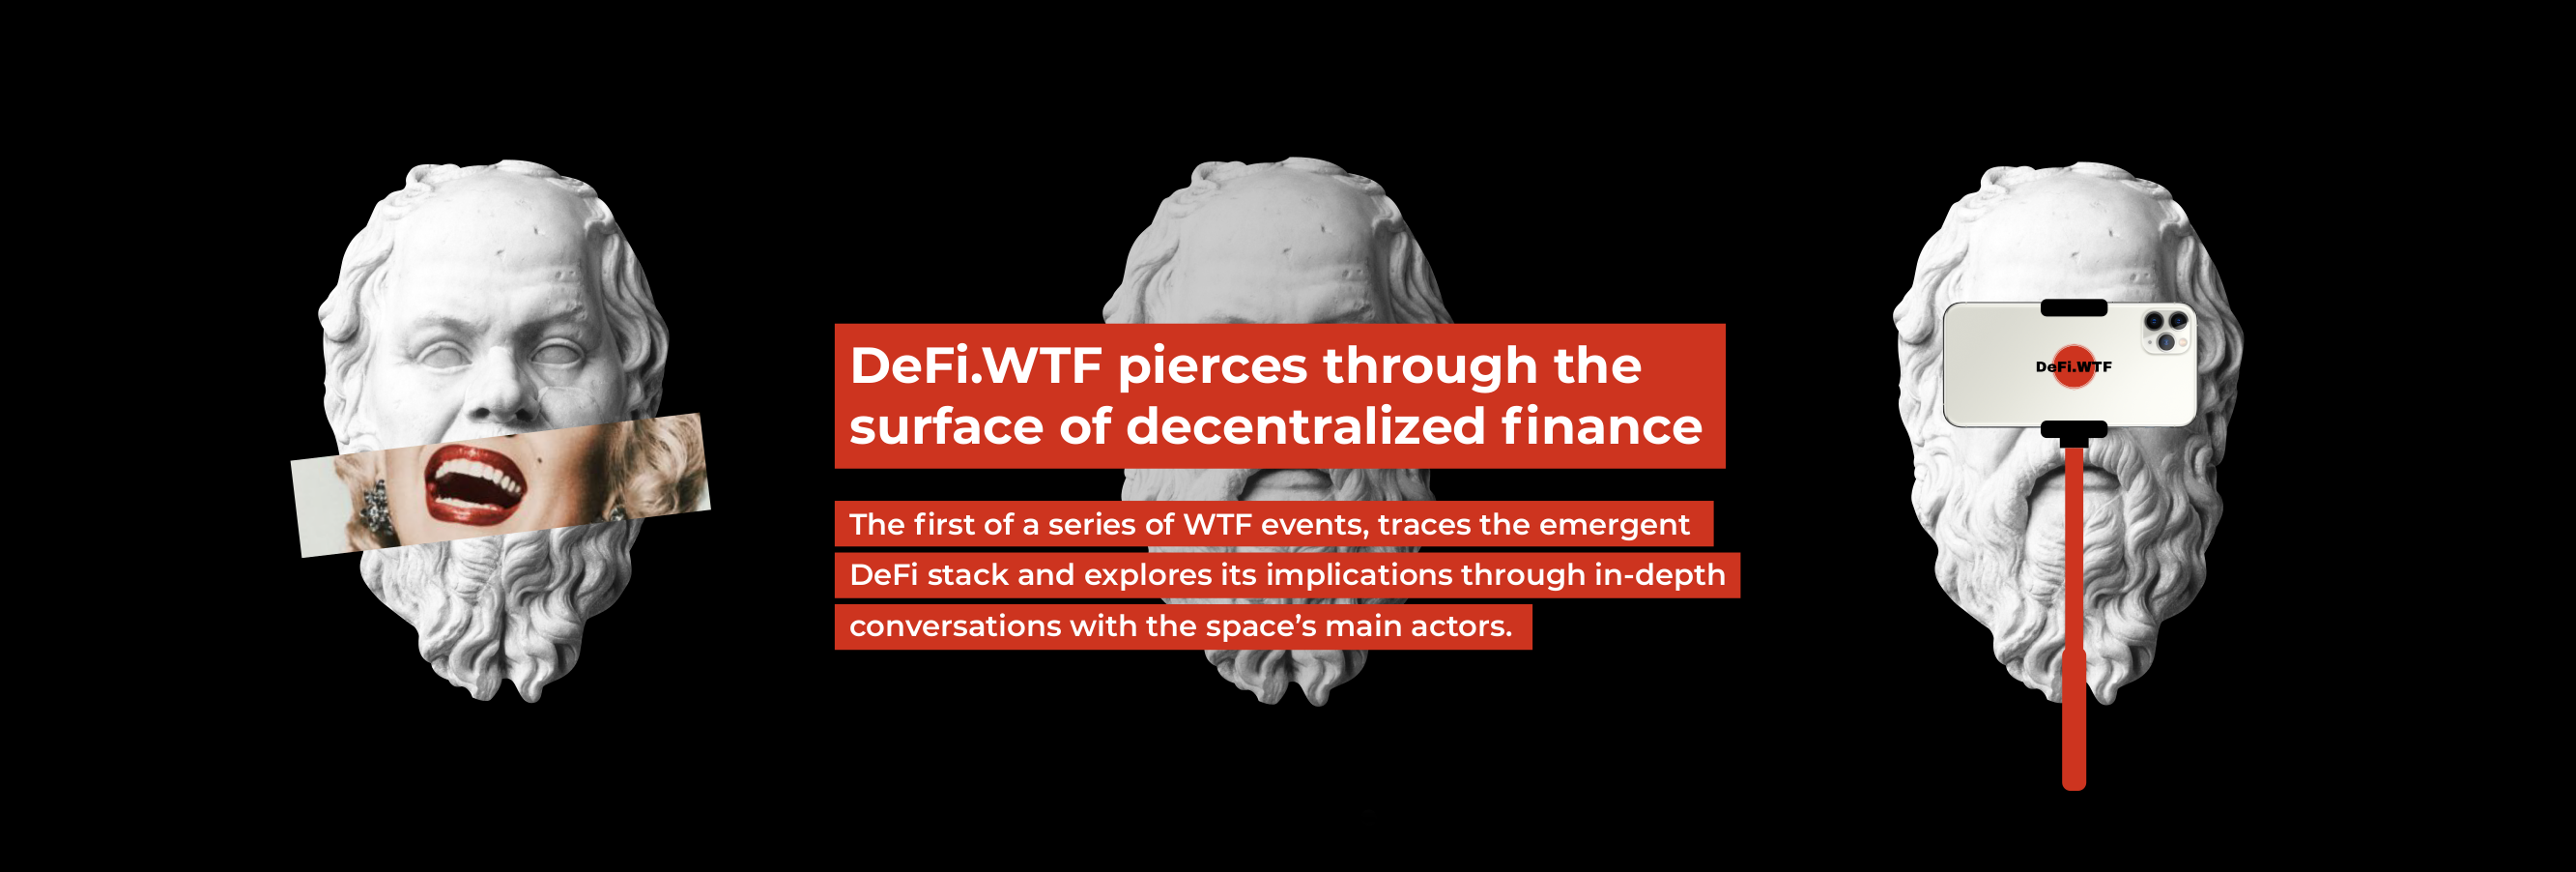 DeFi.WTF pierces through the
surface of decentralized finance
The first of a series of WTF events, traces the emergent
DeFi stack and explores its implications through in-depth
conversations with the space’s main actors.
DeFi.WTF